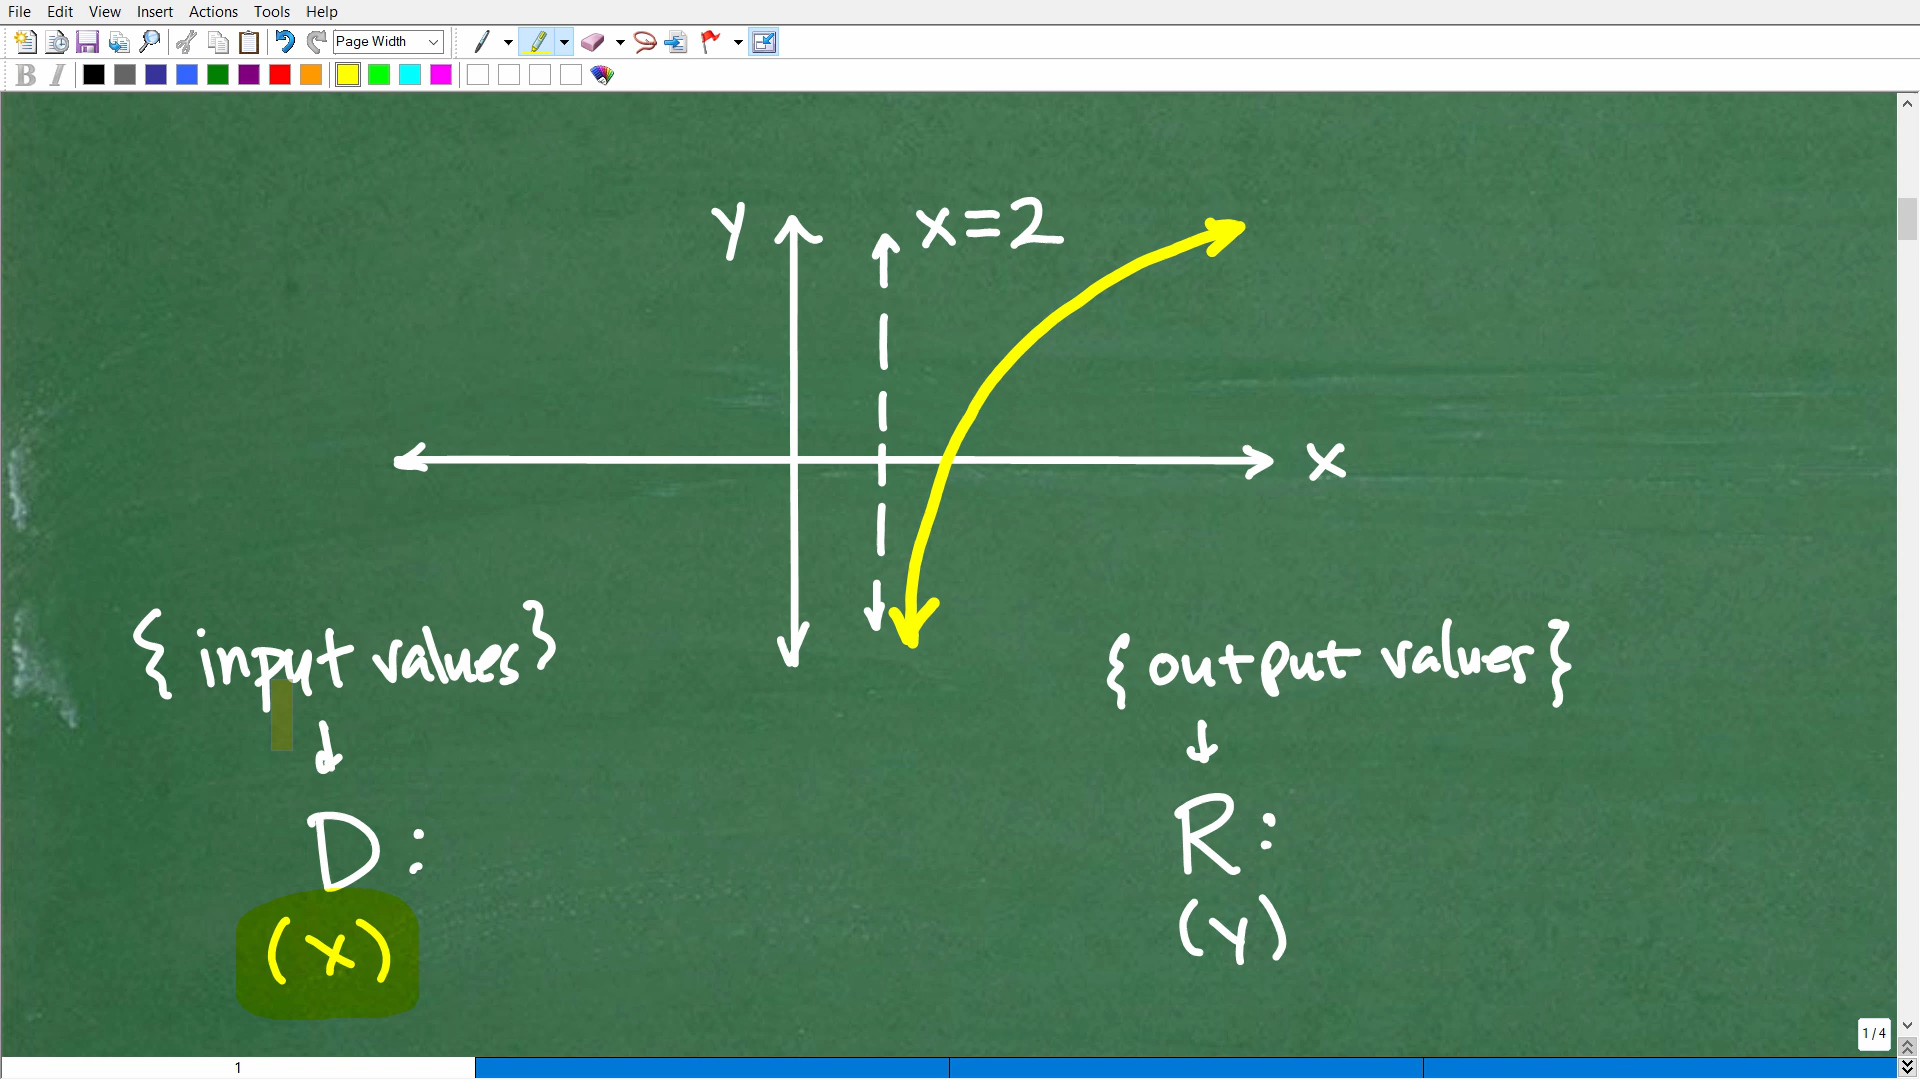 File Edit View Insert Actions Tools Help
Page Width
B I
y x=2
x
{ input values} { output values}
D: R:
(x) (y)
1 / 4
1